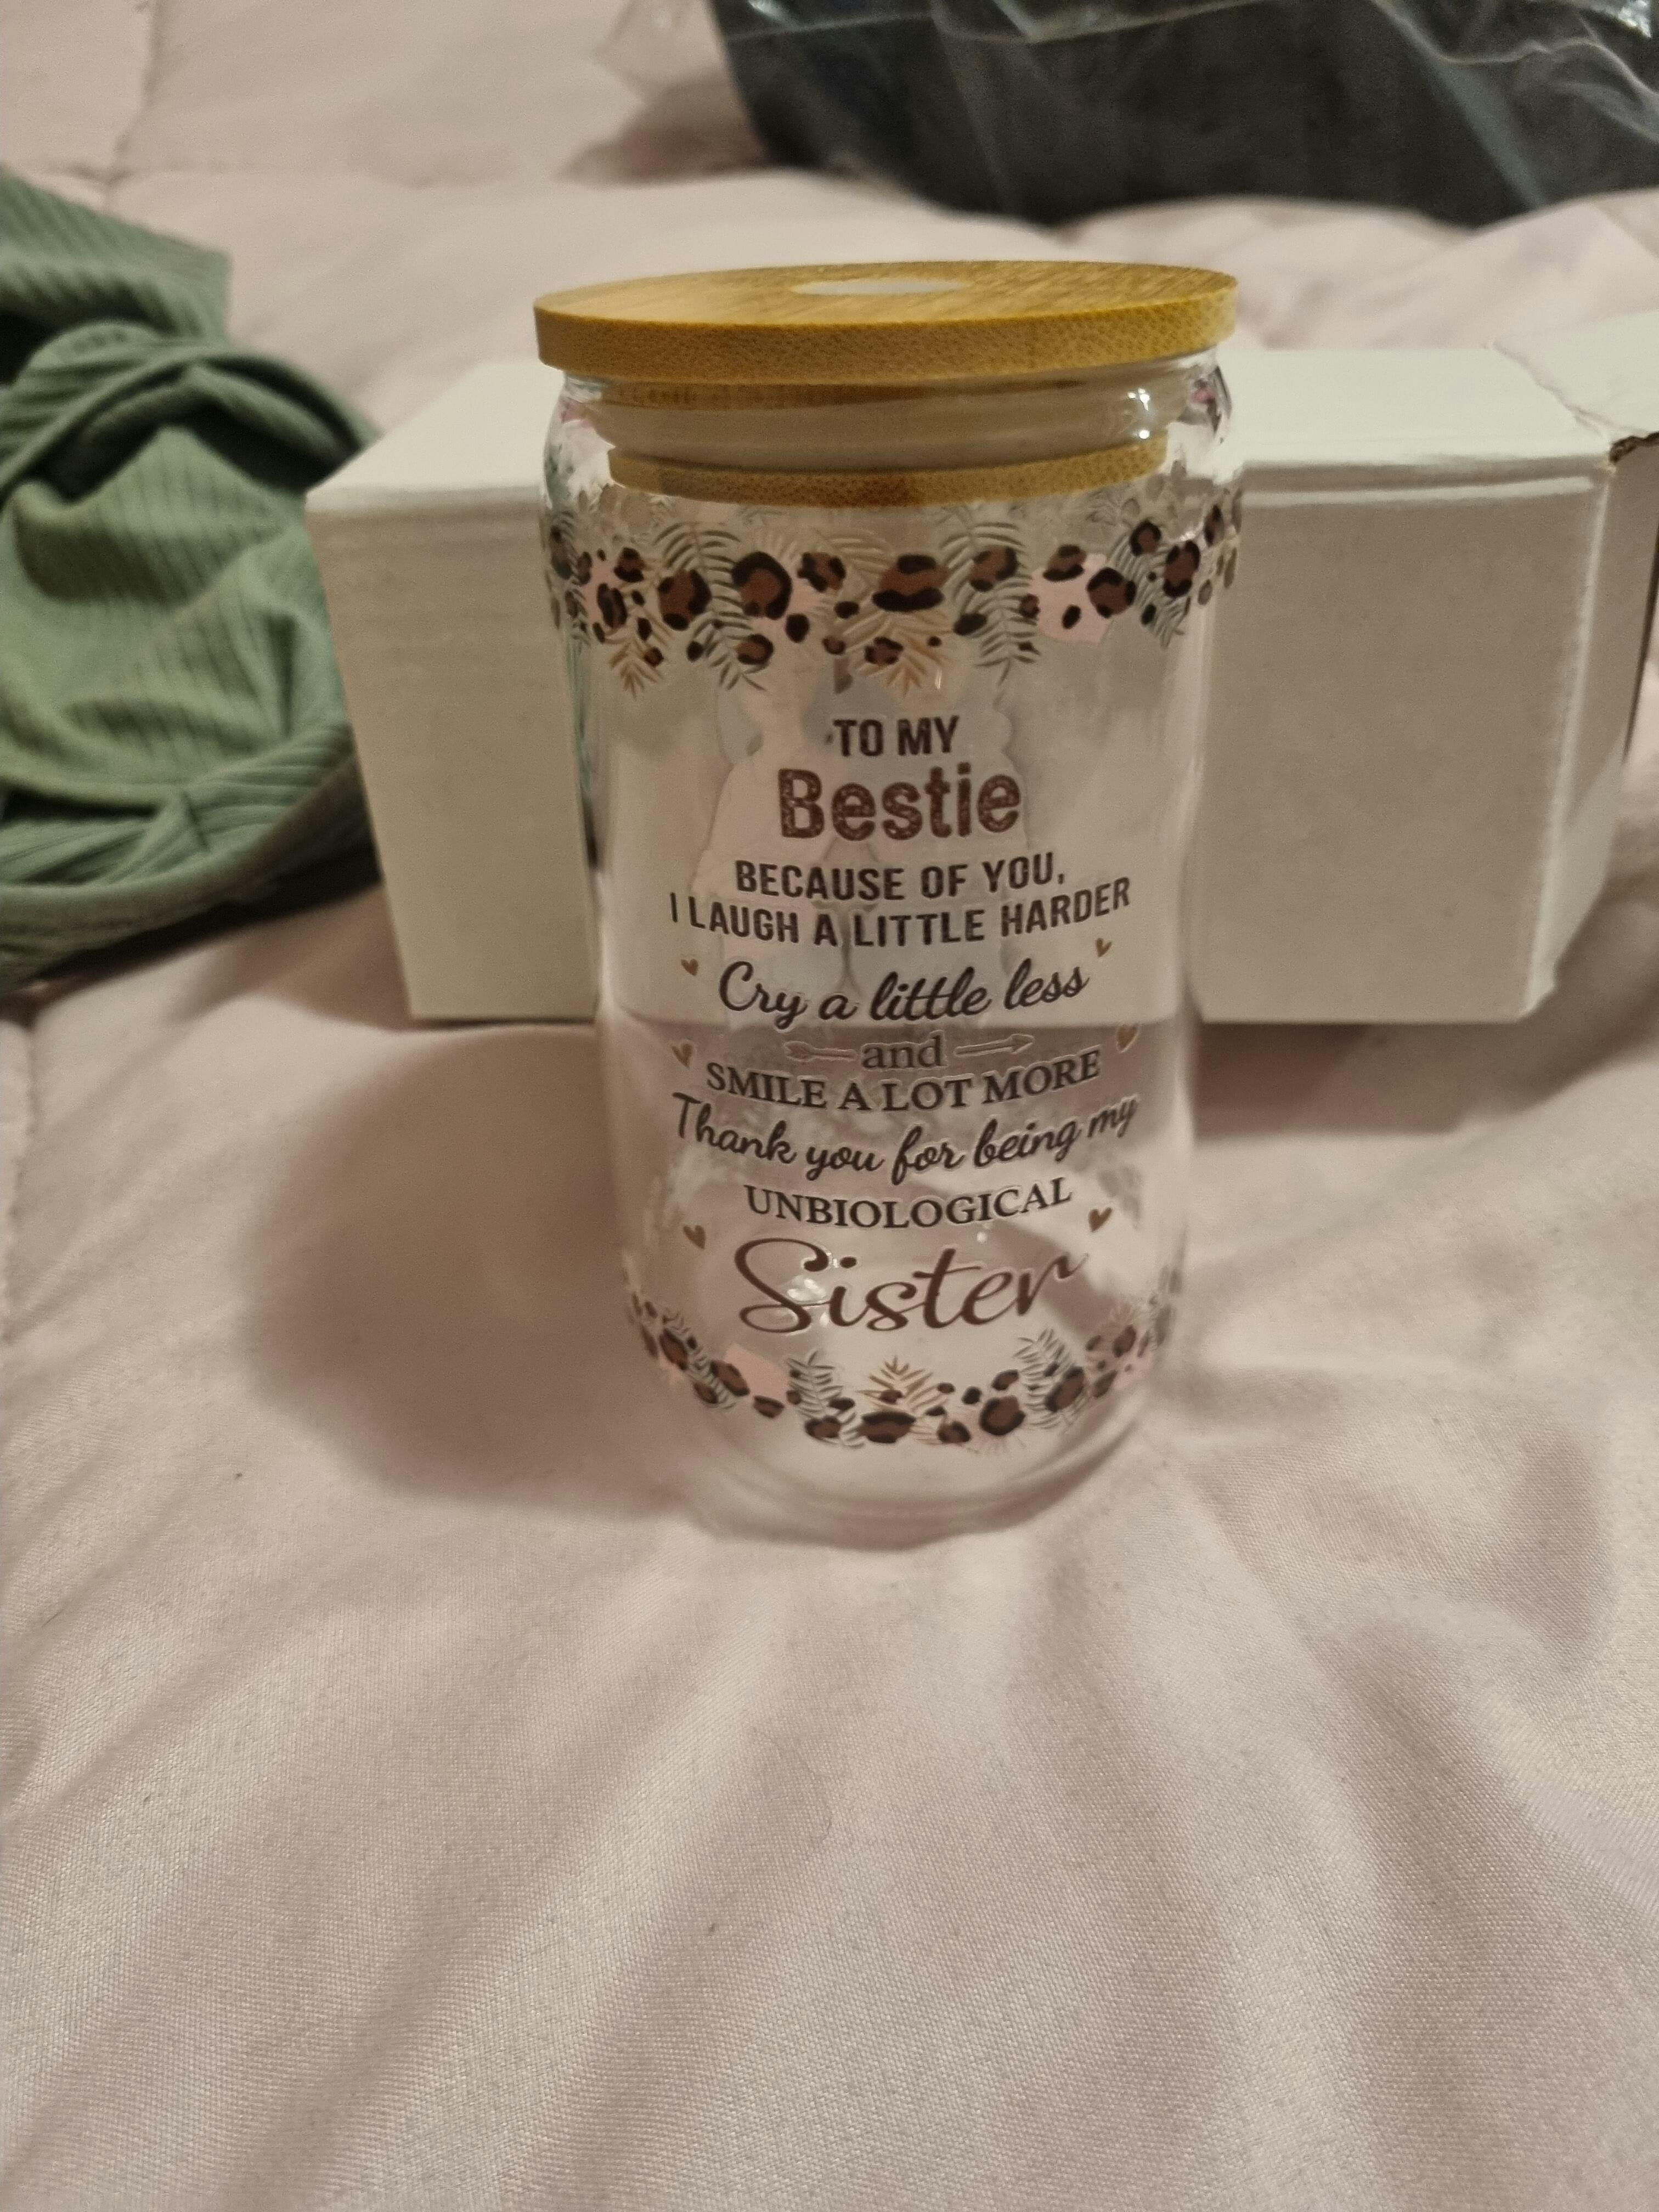 TO MY
Bestie
BECAUSE OF YOU,
I LAUGH A LITTLE HARDER
Cry a little less
and
SMILE A LOT MORE
Thank you for being my
UNBIOLOGICAL
Sister